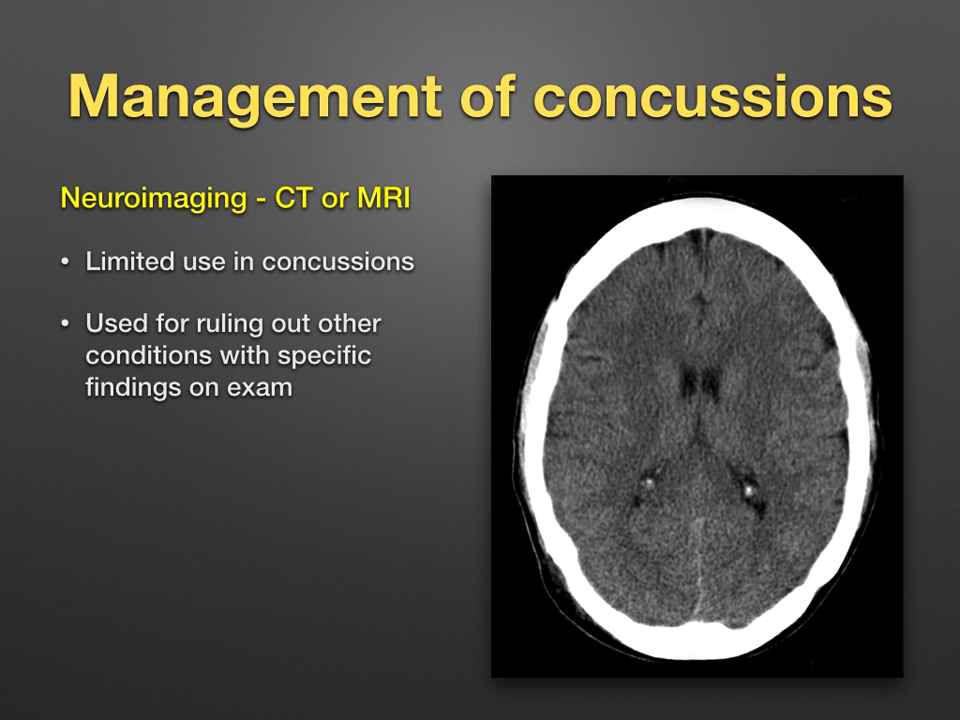 Management of concussions
Neuroimaging - CT or MRI
• Limited use in concussions
• Used for ruling out other
conditions with specific
findings on exam